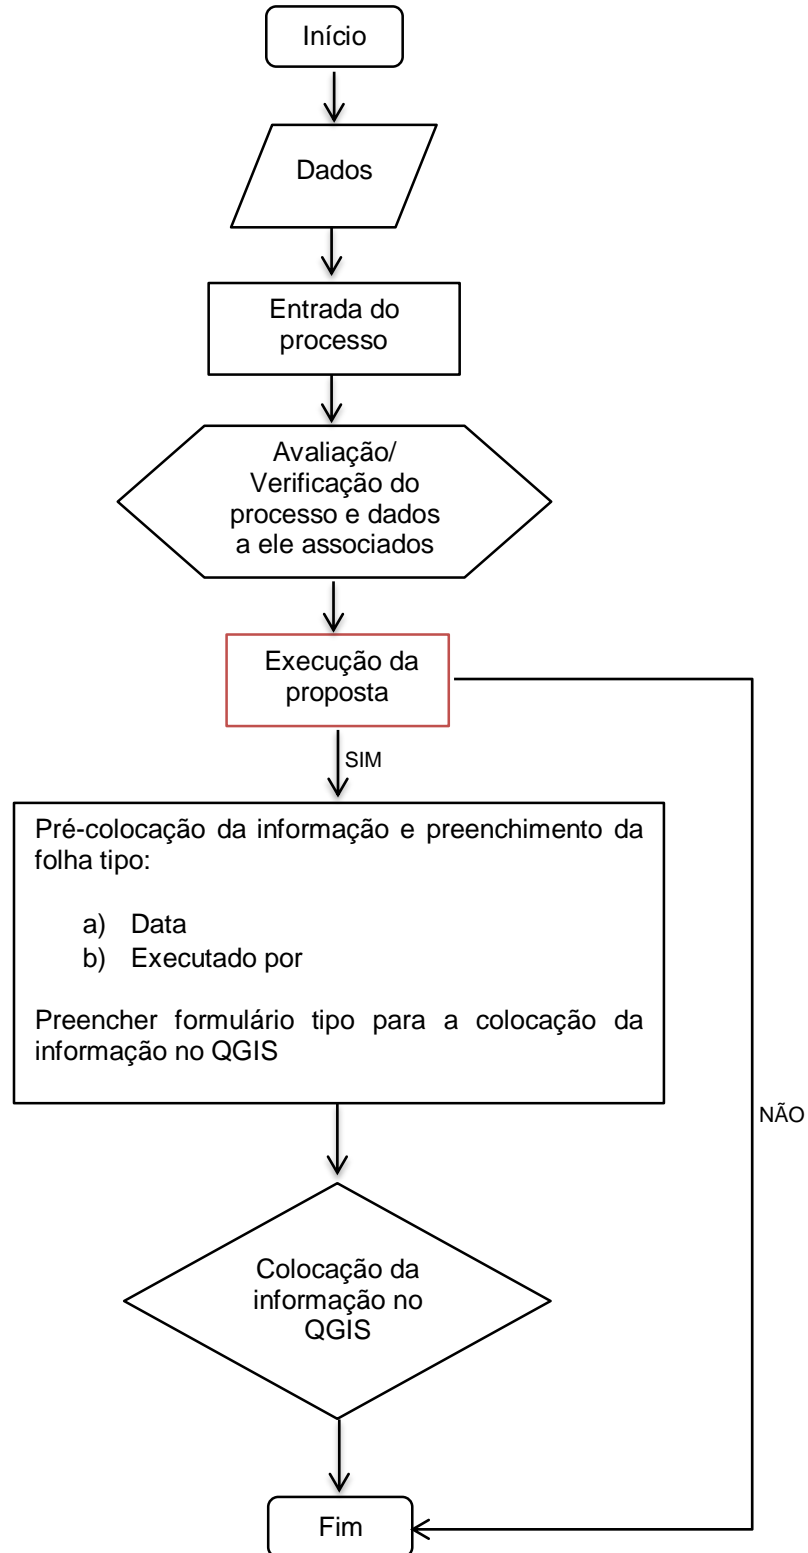 Início
Dados
Entrada do
processo
Avaliação/
Verificação do
processo e dados
a ele associados
Execução da
proposta
SIM
Pré-colocação da informação e preenchimento da
folha tipo:
a) Data
b) Executado por
Preencher formulário tipo para a colocação da
informação no QGIS
NÃO
Colocação da
informação no
QGIS
Fim